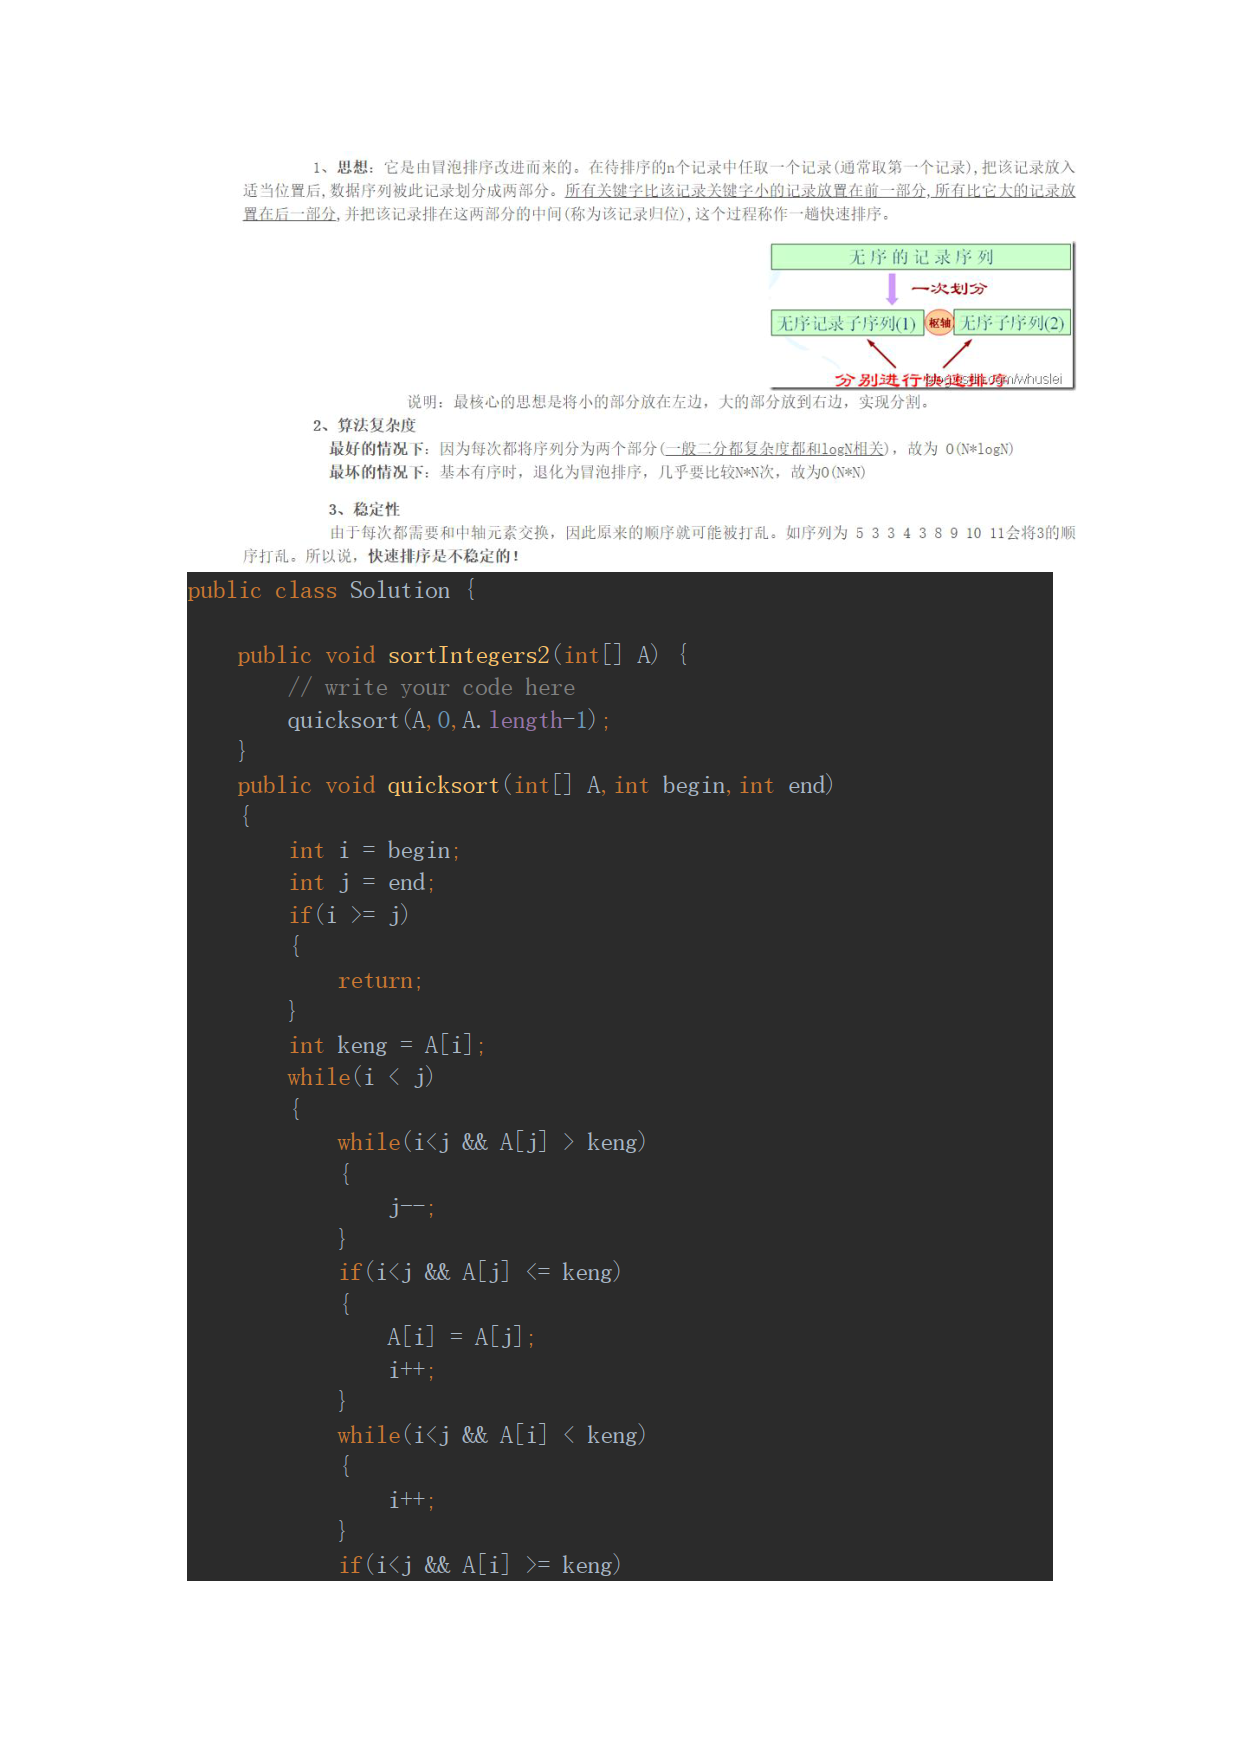 1、思想：它是由冒泡排序改进而来的。在待排序的n个记录中任取一个记录(通常取第一个记录),把该记录放入
适当位置后,数据序列被此记录划分成两部分。所有关键字比该记录关键字小的记录放置在前一部分,所有比它大的记录放
置在后一部分,并把该记录排在这两部分的中间(称为该记录归位),这个过程称作一趟快速排序。
无序的记录序列
一次划分
无序记录子序列(1) 枢轴 无序子序列(2)
分别进行快速排序
/whuslei
说明：最核心的思想是将小的部分放在左边，大的部分放到右边，实现分割。
2、算法复杂度
最好的情况下：因为每次都将序列分为两个部分(一般二分都复杂度都和logN相关)，故为 O(N*logN)
最坏的情况下：基本有序时，退化为冒泡排序，几乎要比较N*N次，故为O(N*N)
3、稳定性
由于每次都需要和中轴元素交换，因此原来的顺序就可能被打乱。如序列为 5 3 3 4 3 8 9 10 11会将3的顺
序打乱。所以说，快速排序是不稳定的！
public class Solution {
public void sortIntegers2(int[] A) {
// write your code here
quicksort(A,0,A.length-1);
}
public void quicksort(int[] A,int begin,int end)
{
int i = begin;
int j = end;
if(i >= j)
{
return;
}
int keng = A[i];
while(i < j)
{
while(i<j && A[j] > keng)
{
j--;
}
if(i<j && A[j] <= keng)
{
A[i] = A[j];
i++;
}
while(i<j && A[i] < keng)
{
i++;
}
if(i<j && A[i] >= keng)